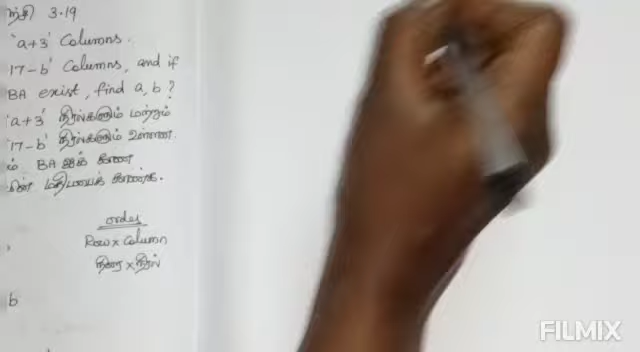 3.19
'a+3' Columns.
17-b' Columns, and if
BA exist, find a, b?
'a+3' நிரல்களும் மற்றும்
'17-b' நிரல்களும் உள்ளன.
BA
order
Row x Column
நிரை x நிரல்
b
FILMIX